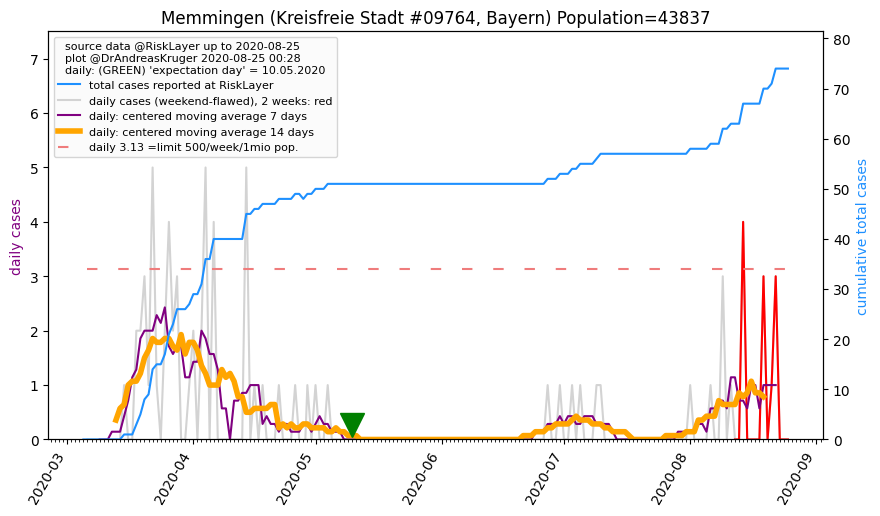 Memmingen (Kreisfreie Stadt #09764, Bayern) Population=43837
source data @RiskLayer up to 2020-08-25
plot @DrAndreasKruger 2020-08-25 00:28
daily: (GREEN) 'expectation day' = 10.05.2020
total cases reported at RiskLayer
daily cases (weekend-flawed), 2 weeks: red
daily: centered moving average 7 days
daily: centered moving average 14 days
daily 3.13 =limit 500/week/1mio pop.
daily cases
7
6
5
4
3
2
1
0
cumulative total cases
80
70
60
50
40
30
20
10
0
2020-03
2020-04
2020-05
2020-06
2020-07
2020-08
2020-09